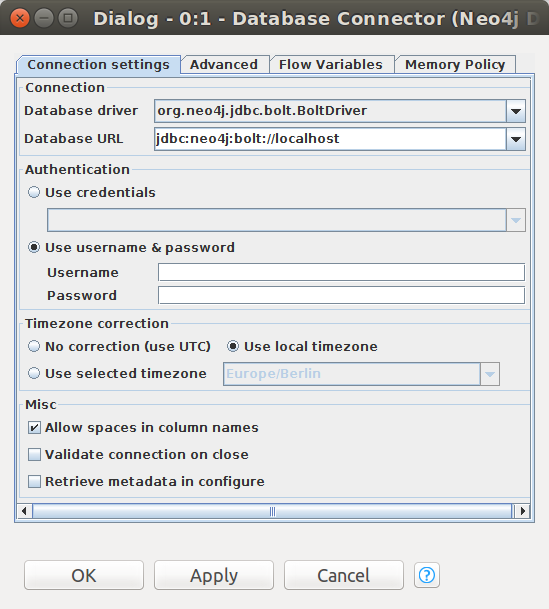 Dialog - 0:1 - Database Connector (Neo4j D
Connection settings Advanced Flow Variables Memory Policy
Connection
Database driver org.neo4j.jdbc.bolt.BoltDriver
Database URL jdbc:neo4j:bolt://localhost
Authentication
Use credentials
Use username & password
Username
Password
Timezone correction
No correction (use UTC) Use local timezone
Use selected timezone Europe/Berlin
Misc
Allow spaces in column names
Validate connection on close
Retrieve metadata in configure
OK Apply Cancel ?